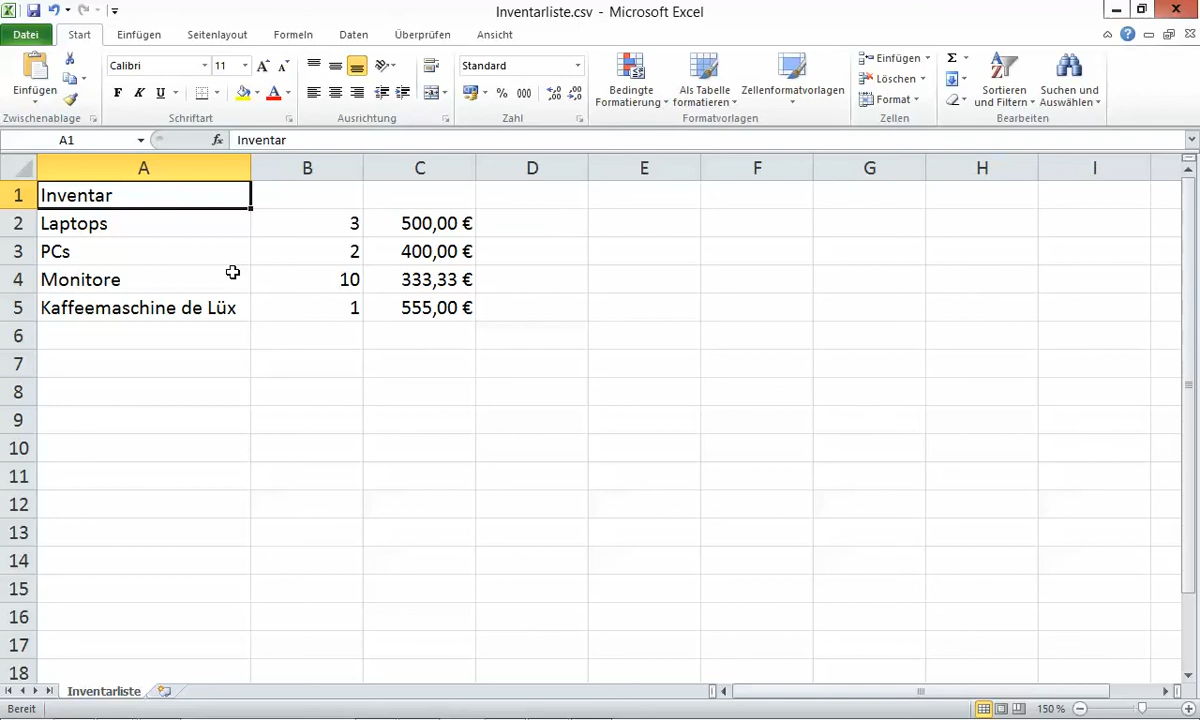 Inventarliste.csv - Microsoft Excel
Datei Start Einfügen Seitenlayout Formeln Daten Überprüfen Ansicht
Einfügen
Zwischenablage
Calibri 11
F K U
Schriftart
Ausrichtung
Standard
% 000
Zahl
Bedingte Formatierung
Als Tabelle formatieren
Zellenformatvorlagen
Formatvorlagen
Einfügen
Löschen
Format
Zellen
Σ
Sortieren und Filtern
Suchen und Auswählen
Bearbeiten
A1 fx Inventar
A B C D E F G H I
1 Inventar
2 Laptops 3 500,00 €
3 PCs 2 400,00 €
4 Monitore 10 333,33 €
5 Kaffeemaschine de Lüx 1 555,00 €
6
7
8
9
10
11
12
13
14
15
16
17
18
Inventarliste
Bereit 150 %